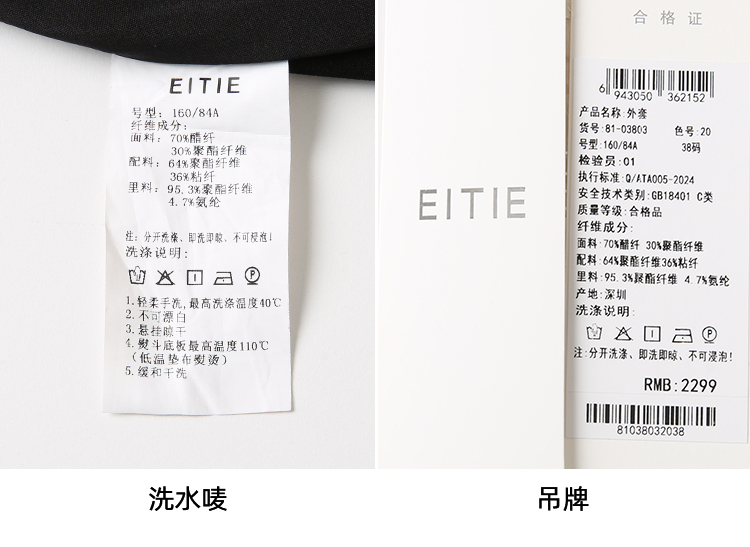 EITIE
号型: 160/84A
纤维成分:
面料: 70%醋纤
30%聚酯纤维
配料: 64%聚酯纤维
36%粘纤
里料: 95.3%聚酯纤维
4.7%氨纶
注: 分开洗涤、即洗即晾、不可浸泡!
洗涤说明:
1.轻柔手洗,最高洗涤温度40℃
2.不可漂白
3.悬挂晾干
4.熨斗底板最高温度110℃
(低温垫布熨烫)
5.缓和干洗
洗水唛
EITIE
合格证
6 943050 362152
产品名称:外套
货号:81-03803 色号:20
号型:160/84A 38码
检验员:01
执行标准:Q/ATA005-2024
安全技术类别:GB18401 C类
质量等级:合格品
纤维成分:
面料:70%醋纤 30%聚酯纤维
配料:64%聚酯纤维36%粘纤
里料:95.3%聚酯纤维 4.7%氨纶
产地:深圳
洗涤说明:
注:分开洗涤、即洗即晾、不可浸泡!
RMB:2299
81038032038
吊牌